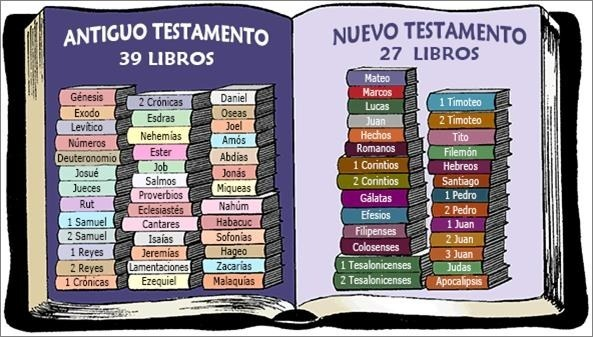 ANTIGUO TESTAMENTO
39 LIBROS
Génesis
Exodo
Levítico
Números
Deuteronomio
Josué
Jueces
Rut
1 Samuel
2 Samuel
1 Reyes
2 Reyes
1 Crónicas
2 Crónicas
Esdras
Nehemías
Ester
Job
Salmos
Proverbios
Eclesiastés
Cantares
Isaías
Jeremías
Lamentaciones
Ezequiel
Daniel
Oseas
Joel
Amós
Abdías
Jonás
Miqueas
Nahúm
Habacuc
Sofonías
Hageo
Zacarías
Malaquías
NUEVO TESTAMENTO
27 LIBROS
Mateo
Marcos
Lucas
Juan
Hechos
Romanos
1 Corintios
2 Corintios
Gálatas
Efesios
Filipenses
Colosenses
1 Tesalonicenses
2 Tesalonicenses
1 Timoteo
2 Timoteo
Tito
Filemón
Hebreos
Santiago
1 Pedro
2 Pedro
1 Juan
2 Juan
3 Juan
Judas
Apocalipsis